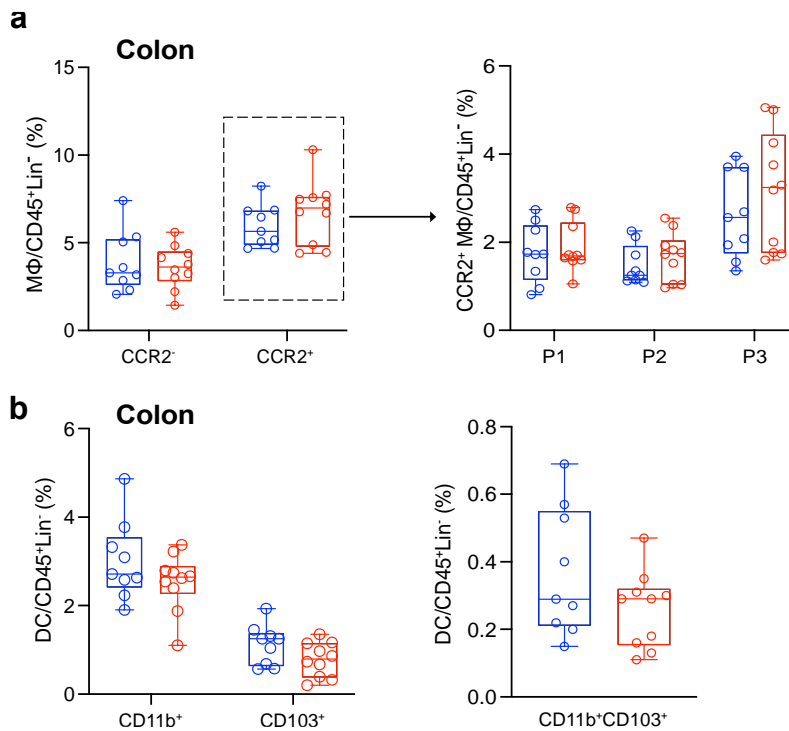 a
Colon
MΦ/CD45⁺Lin⁻ (%)
15
10
5
0
CCR2⁻
CCR2⁺
CCR2⁺ MΦ/CD45⁺Lin⁻ (%)
6
4
2
0
P1
P2
P3
b
Colon
DC/CD45⁺Lin⁻ (%)
6
4
2
0
CD11b⁺
CD103⁺
DC/CD45⁺Lin⁻ (%)
0.8
0.6
0.4
0.2
0.0
CD11b⁺CD103⁺